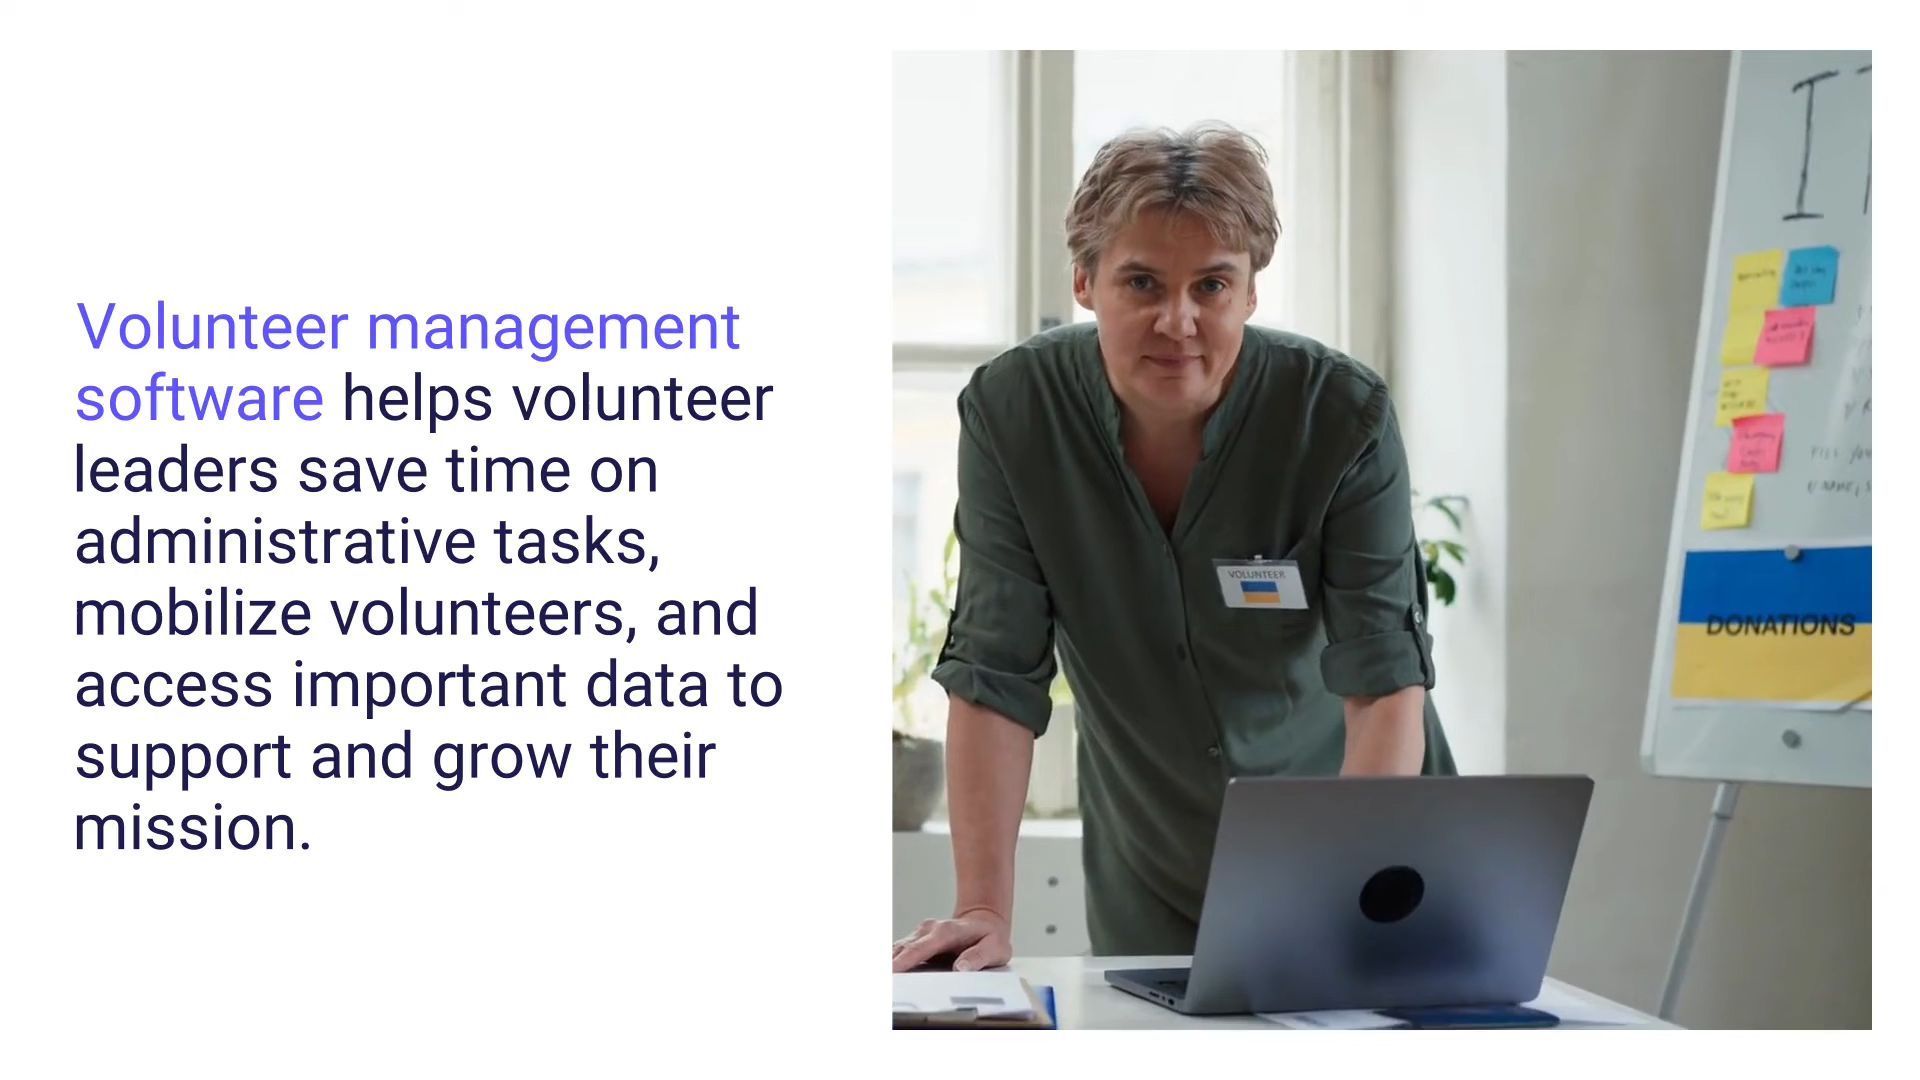 Volunteer management
software helps volunteer
leaders save time on
administrative tasks,
mobilize volunteers, and
access important data to
support and grow their
mission.
VOLUNTEER
DONATIONS